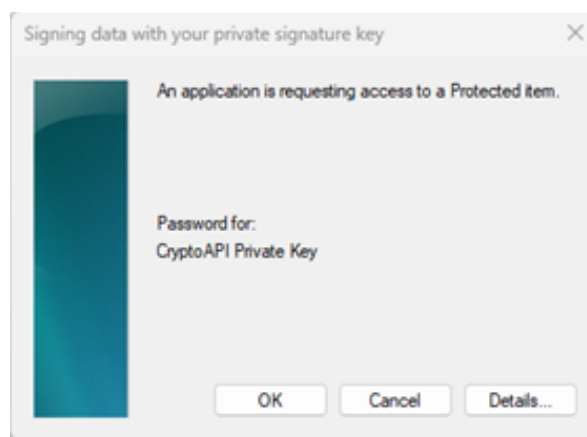 Signing data with your private signature key
An application is requesting access to a Protected item.
Password for:
CryptoAPI Private Key
OK Cancel Details...